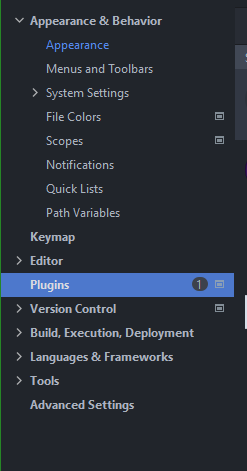 Appearance & Behavior
Appearance
Menus and Toolbars
System Settings
File Colors
Scopes
Notifications
Quick Lists
Path Variables
Keymap
Editor
Plugins 1
Version Control
Build, Execution, Deployment
Languages & Frameworks
Tools
Advanced Settings